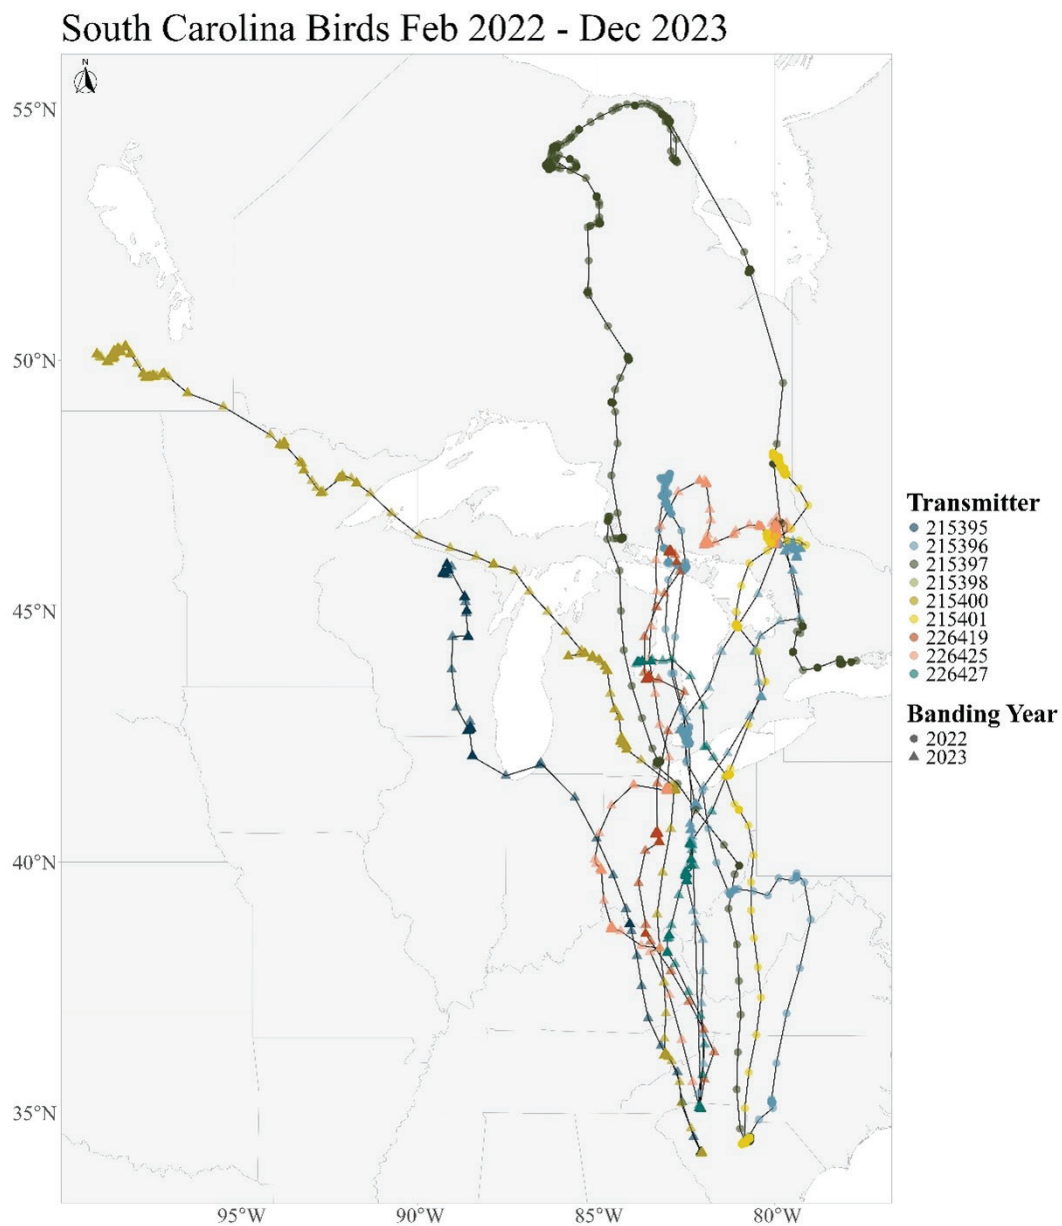 South Carolina Birds Feb 2022 - Dec 2023
N
55°N
50°N
45°N
40°N
35°N
95°W
90°W
85°W
80°W
Transmitter
215395
215396
215397
215398
215400
215401
226419
226425
226427
Banding Year
2022
2023